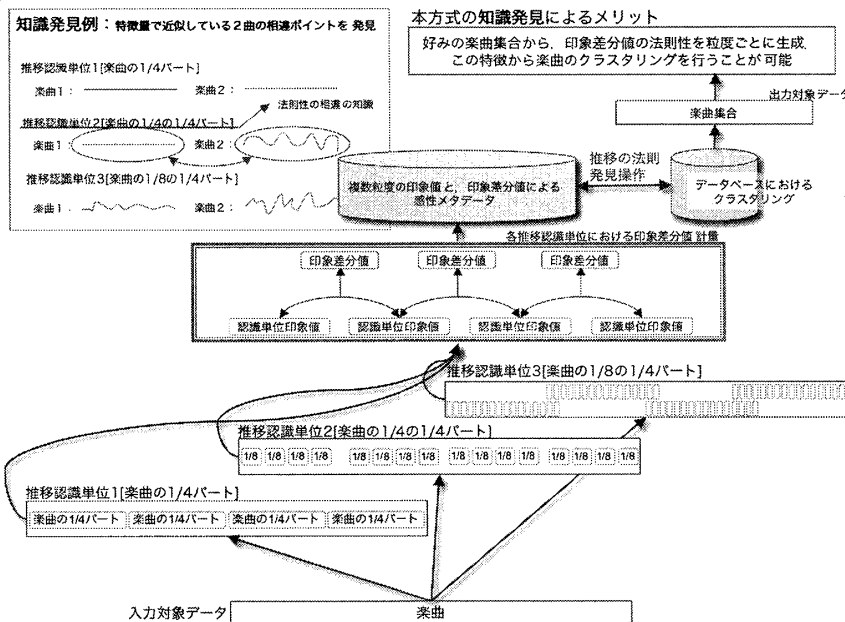 知識発見例：特徴量で近似している２曲の相違ポイントを 発見
推移認識単位1[楽曲の1/4パート]
楽曲1：
楽曲2：
法則性の相違の知識
推移認識単位2[楽曲の1/4の1/4パート]
楽曲1：
楽曲2：
推移認識単位3[楽曲の1/8の1/4パート]
楽曲1：
楽曲2：
本方式の知識発見によるメリット
好みの楽曲集合から，印象差分値の法則性を粒度ごとに生成，
この特徴から楽曲のクラスタリングを行うことが 可能
出力対象データ
楽曲集合
推移の法則
発見操作
複数粒度の印象値と，印象差分値による
感性メタデータ
データベースにおける
クラスタリング
各推移認識単位における印象差分値 計量
印象差分値 印象差分値 印象差分値
認識単位印象値 認識単位印象値 認識単位印象値 認識単位印象値
推移認識単位3[楽曲の1/8の1/4パート]
推移認識単位2[楽曲の1/4の1/4パート]
1/8 1/8 1/8 1/8 1/8 1/8 1/8 1/8 1/8 1/8 1/8 1/8 1/8 1/8 1/8 1/8
推移認識単位1[楽曲の1/4パート]
楽曲の1/4パート 楽曲の1/4パート 楽曲の1/4パート 楽曲の1/4パート
入力対象データ 楽曲